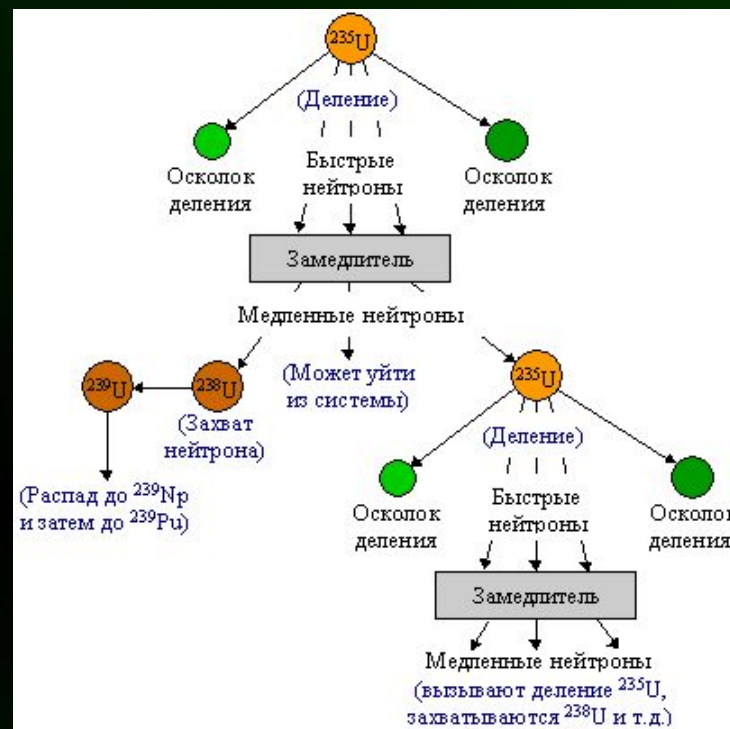 ²³⁵U
(Деление)
Быстрые
нейтроны
Осколок
деления
Осколок
деления
Замедлитель
Медленные нейтроны
²³⁹U
²³⁸U
(Захват
нейтрона)
(Может уйти
из системы)
²³⁵U
(Распад до ²³⁹Np
и затем до ²³⁹Pu)
(Деление)
Быстрые
нейтроны
Осколок
деления
Осколок
деления
Замедлитель
Медленные нейтроны
(вызывают деление ²³⁵U,
захватываются ²³⁸U и т.д.)